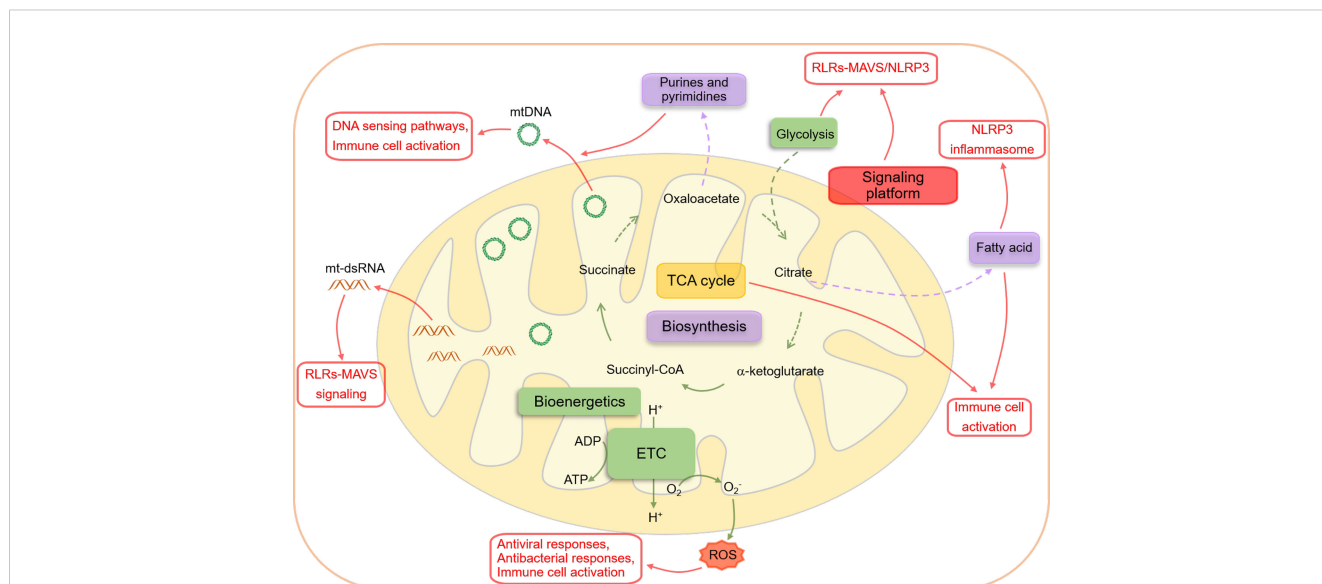 RLRs-MAVS/NLRP3
Purines and
pyrimidines
mtDNA
DNA sensing pathways,
Immune cell activation
Glycolysis
NLRP3
inflammasome
Signaling
platform
Oxaloacetate
Fatty acid
mt-dsRNA
Succinate
TCA cycle
Citrate
Biosynthesis
RLRs-MAVS
signaling
Succinyl-CoA
α-ketoglutarate
Bioenergetics
Immune cell
activation
H⁺
ADP
ETC
ATP
O₂
O₂⁻
H⁺
Antiviral responses,
Antibacterial responses,
Immune cell activation
ROS